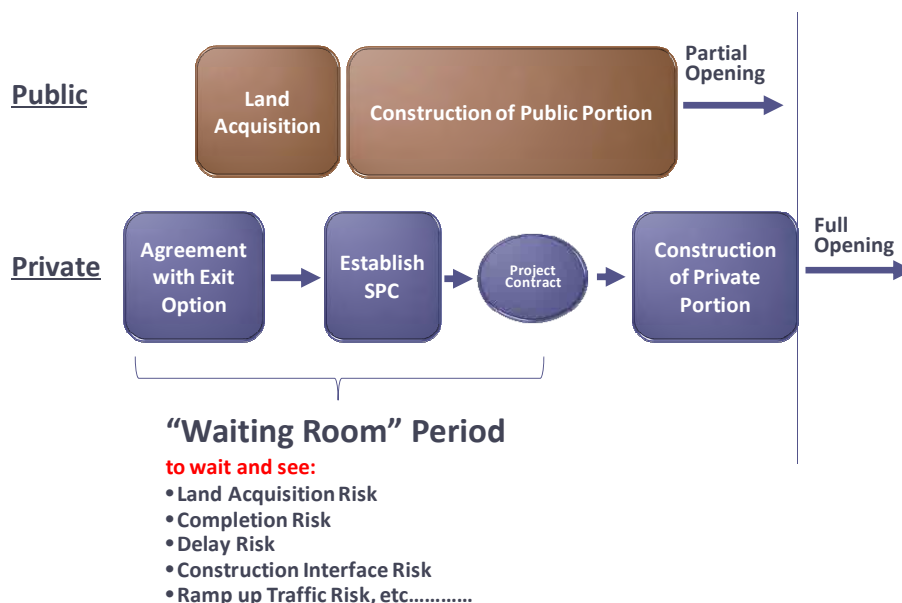 Public
Land
Acquisition
Construction of Public Portion
Partial
Opening
Private
Agreement
with Exit
Option
Establish
SPC
Project
Contract
Construction
of Private
Portion
Full
Opening
“Waiting Room” Period
to wait and see:
•Land Acquisition Risk
•Completion Risk
•Delay Risk
•Construction Interface Risk
•Ramp up Traffic Risk, etc…………